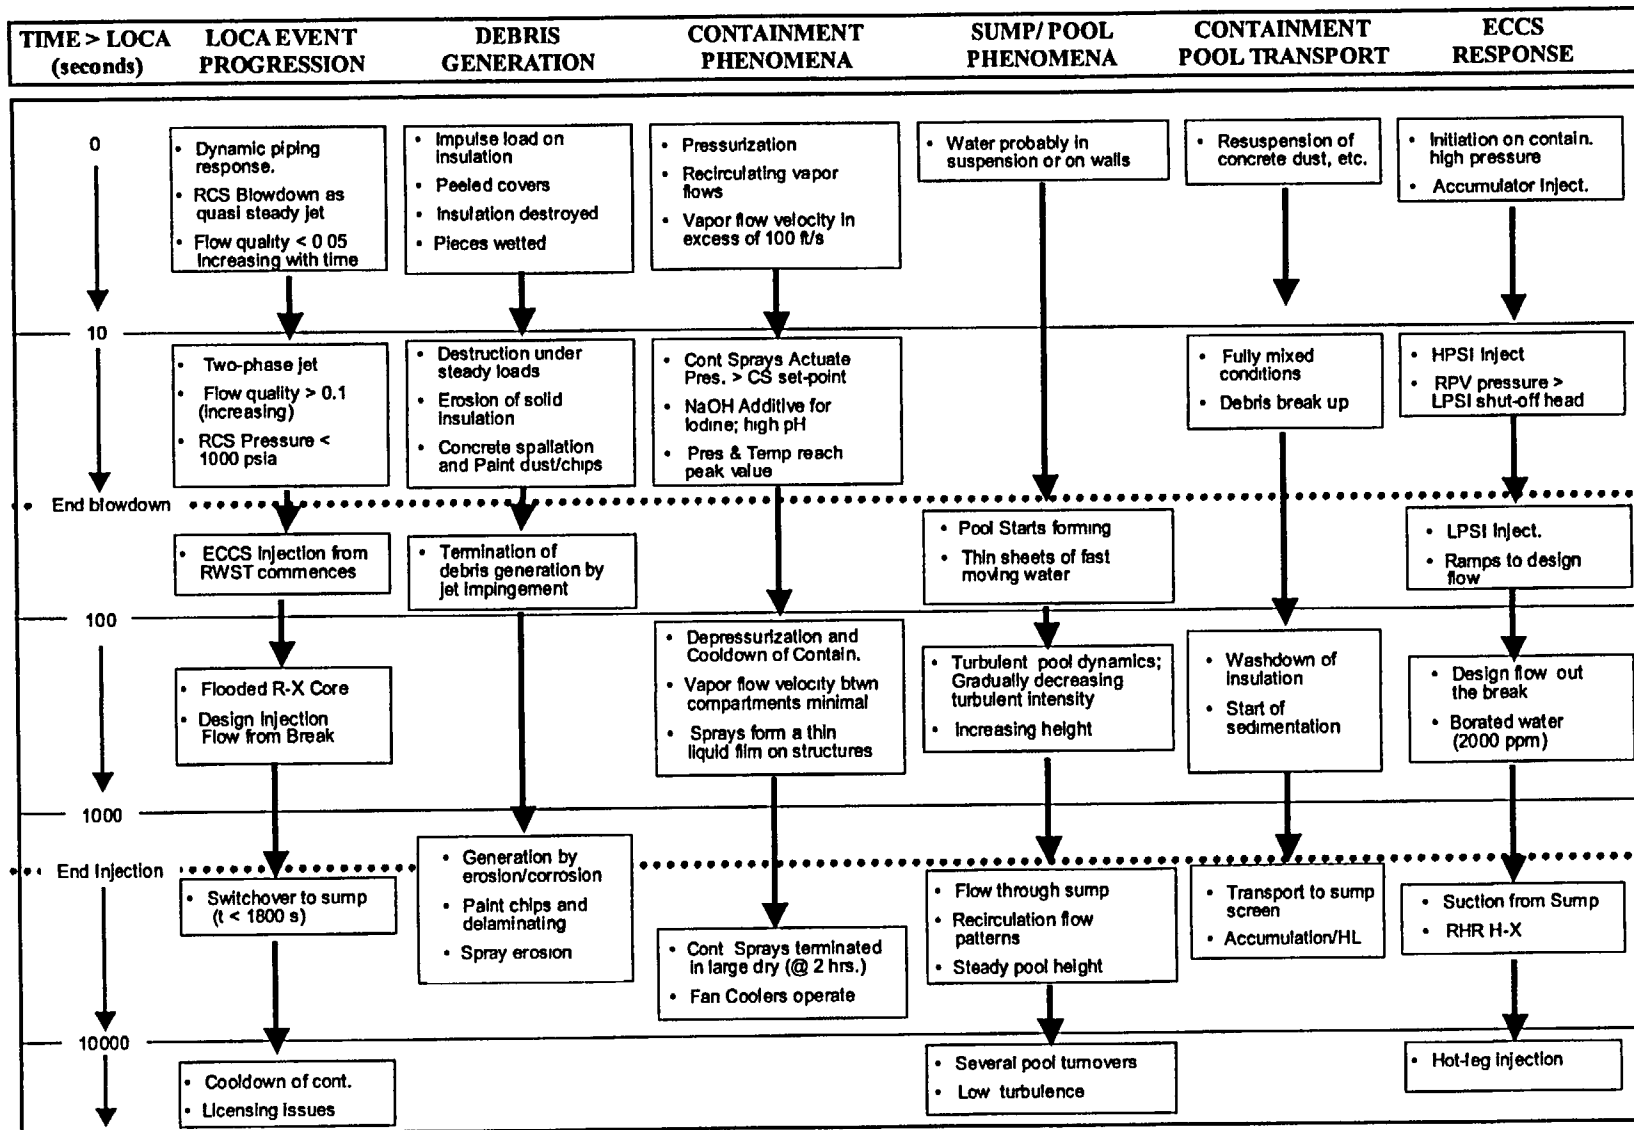 TIME > LOCA
(seconds)
LOCA EVENT
PROGRESSION
DEBRIS
GENERATION
CONTAINMENT
PHENOMENA
SUMP/ POOL
PHENOMENA
CONTAINMENT
POOL TRANSPORT
ECCS
RESPONSE
0
• Dynamic piping
response.
• RCS Blowdown as
quasi steady jet
• Flow quality < 0 05
Increasing with time
• Impulse load on
Insulation
• Peeled covers
• Insulation destroyed
• Pieces wetted
• Pressurization
• Recirculating vapor
flows
• Vapor flow velocity in
excess of 100 ft/s
• Water probably in
suspension or on walls
• Resuspension of
concrete dust, etc.
• Initiation on contain.
high pressure
• Accumulator Inject.
10
• Two-phase jet
• Flow quality > 0.1
(increasing)
• RCS Pressure <
1000 psia
• Destruction under
steady loads
• Erosion of solid
insulation
• Concrete spallation
and Paint dust/chips
• Cont Sprays Actuate
Pres. > CS set-point
• NaOH Additive for
Iodine; high pH
• Pres & Temp reach
peak value
• Fully mixed
conditions
• Debris break up
• HPSI Inject
• RPV pressure >
LPSI shut-off head
End blowdown
• ECCS Injection from
RWST commences
• Termination of
debris generation by
jet Impingement
• Pool Starts forming
• Thin sheets of fast
moving water
• LPSI Inject.
• Ramps to design
flow
100
• Flooded R-X Core
• Design Injection
Flow from Break
• Depressurization and
Cooldown of Contain.
• Vapor flow velocity btwn
compartments minimal
• Sprays form a thin
liquid film on structures
• Turbulent pool dynamics;
Gradually decreasing
turbulent intensity
• Increasing height
• Washdown of
insulation
• Start of
sedimentation
• Design flow out
the break
• Borated water
(2000 ppm)
1000
End Injection
• Switchover to sump
(t < 1800 s)
• Generation by
erosion/corrosion
• Paint chips and
delaminating
• Spray erosion
• Cont Sprays terminated
In large dry (@ 2 hrs.)
• Fan Coolers operate
• Flow through sump
• Recirculation flow
patterns
• Steady pool height
• Transport to sump
screen
• Accumulation/HL
• Suction from Sump
• RHR H-X
10000
• Cooldown of cont.
• Licensing issues
• Several pool turnovers
• Low turbulence
• Hot-leg injection